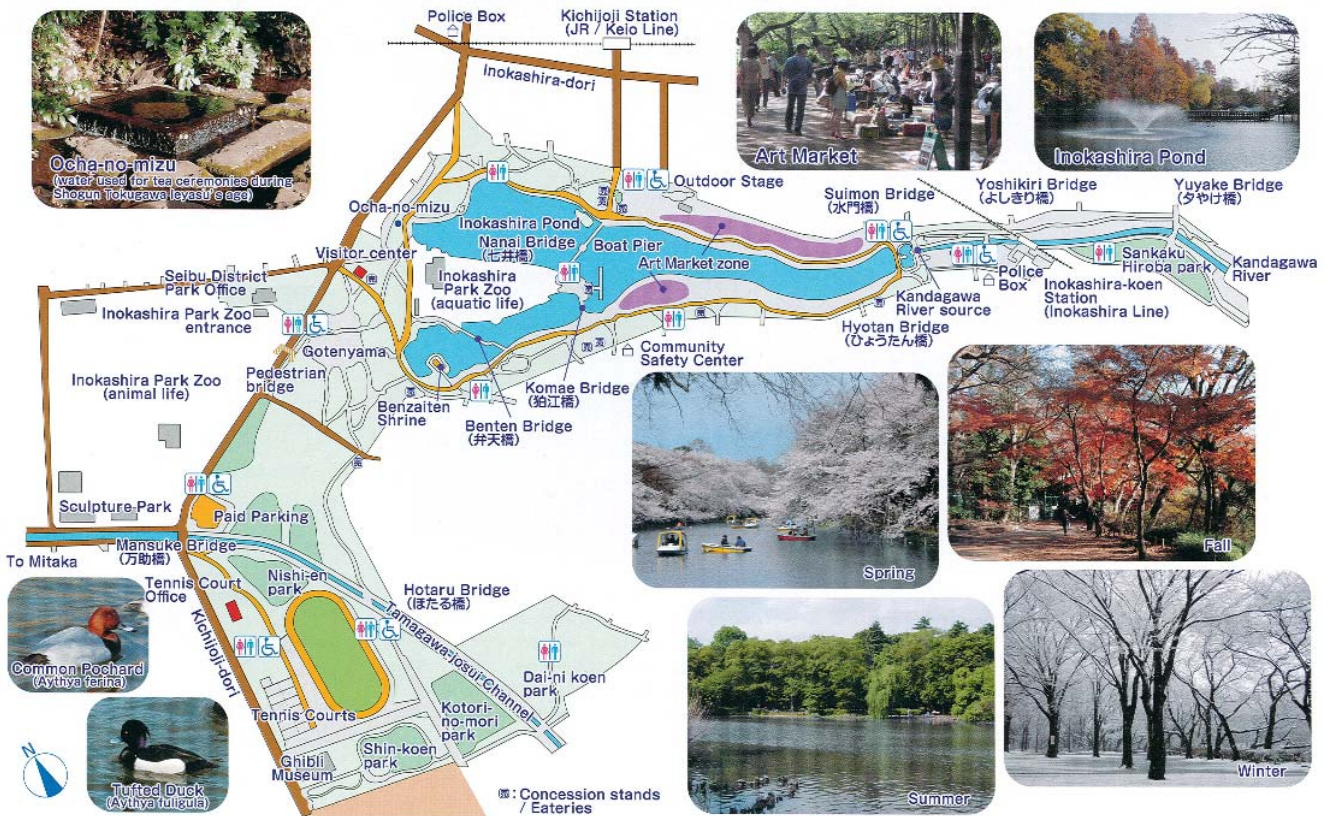 Police Box
Kichijoji Station
(JR / Keio Line)
Inokashira-dori
Ocha-no-mizu
(water used for tea ceremonies during
Shogun Tokugawa Ieyasu's age)
Art Market
Inokashira Pond
Outdoor Stage
Suimon Bridge
(水門橋)
Yoshikiri Bridge
(よしきり橋)
Yuyake Bridge
(夕やけ橋)
Ocha-no-mizu
Inokashira Pond
Nanai Bridge
(七井橋)
Boat Pier
Art Market zone
Visitor center
Inokashira
Park Zoo
(aquatic life)
Seibu District
Park Office
Inokashira Park Zoo
entrance
Police
Box
Sankaku
Hiroba park
Kandagawa
River
Inokashira-koen
Station
(Inokashira Line)
Kandagawa
River source
Hyotan Bridge
(ひょうたん橋)
Gotenyama
Pedestrian
bridge
Inokashira Park Zoo
(animal life)
Community
Safety Center
Komae Bridge
(狛江橋)
Benzaiten
Shrine
Benten Bridge
(弁天橋)
Sculpture Park
Paid Parking
Mansuke Bridge
(万助橋)
To Mitaka
Tennis Court
Office
Nishi-en
park
Hotaru Bridge
(ほたる橋)
Tamagawa-josui Channel
Kichijoji-dori
Dai-ni koen
park
Tennis Courts
Kotori-
no-mori
park
Shin-koen
park
Ghibli
Museum
Common Pochard
(Aythya ferina)
Tufted Duck
(Aythya fuligula)
N
: Concession stands
/ Eateries
Spring
Fall
Summer
Winter